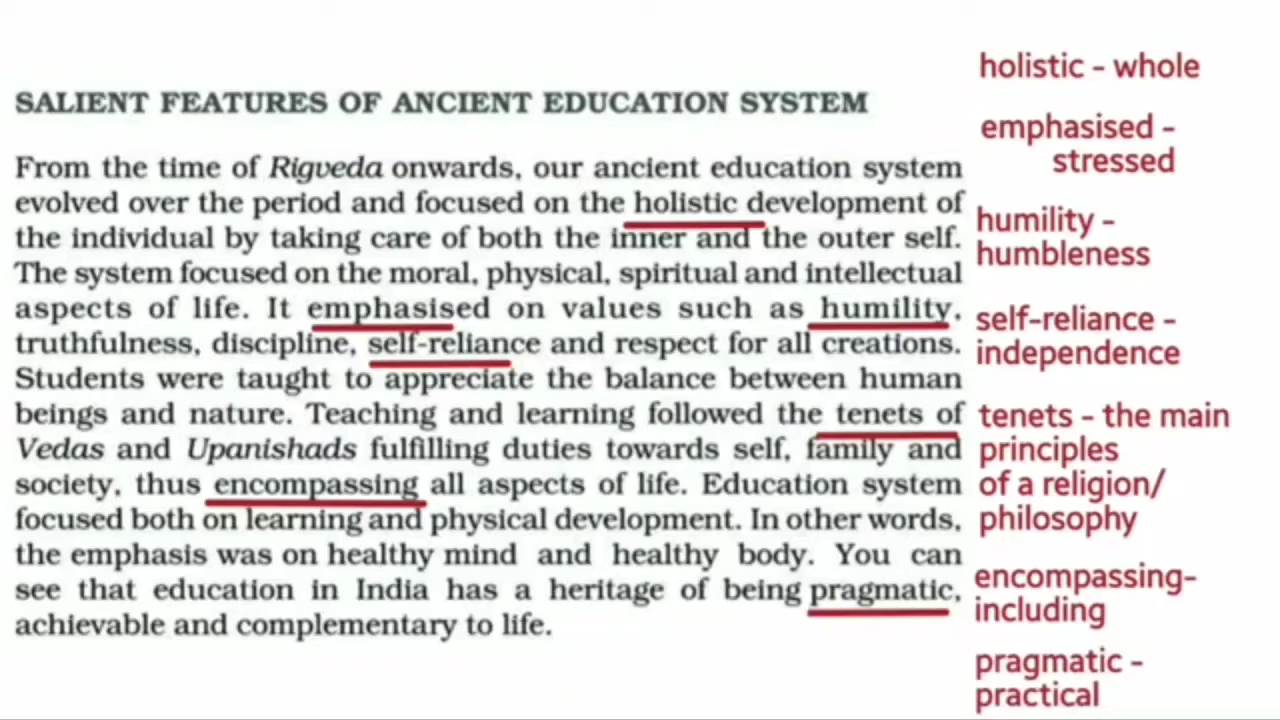 SALIENT FEATURES OF ANCIENT EDUCATION SYSTEM
From the time of Rigveda onwards, our ancient education system
evolved over the period and focused on the holistic development of
the individual by taking care of both the inner and the outer self.
The system focused on the moral, physical, spiritual and intellectual
aspects of life. It emphasised on values such as humility,
truthfulness, discipline, self-reliance and respect for all creations.
Students were taught to appreciate the balance between human
beings and nature. Teaching and learning followed the tenets of
Vedas and Upanishads fulfilling duties towards self, family and
society, thus encompassing all aspects of life. Education system
focused both on learning and physical development. In other words,
the emphasis was on healthy mind and healthy body. You can
see that education in India has a heritage of being pragmatic,
achievable and complementary to life.
holistic - whole
emphasised -
stressed
humility -
humbleness
self-reliance -
independence
tenets - the main
principles
of a religion/
philosophy
encompassing-
including
pragmatic -
practical